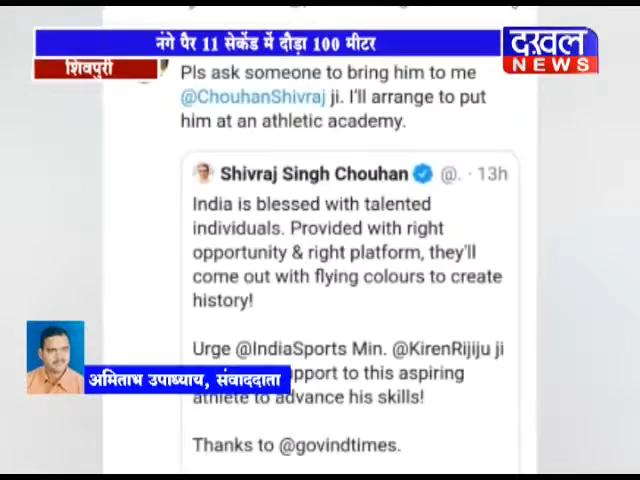 नंगे पैर 11 सेकेंड में दौड़ा 100 मीटर
दख़ल
NEWS
शिवपुरी
Pls ask someone to bring him to me
@ChouhanShivraj ji. I'll arrange to put
him at an athletic academy.
Shivraj Singh Chouhan @. · 13h
India is blessed with talented
individuals. Provided with right
opportunity & right platform, they'll
come out with flying colours to create
history!
Urge @IndiaSports Min. @KirenRijiju ji
pport to this aspiring
athlete to advance his skills!
Thanks to @govindtimes.
अमिताभ उपाध्याय, संवाददाता